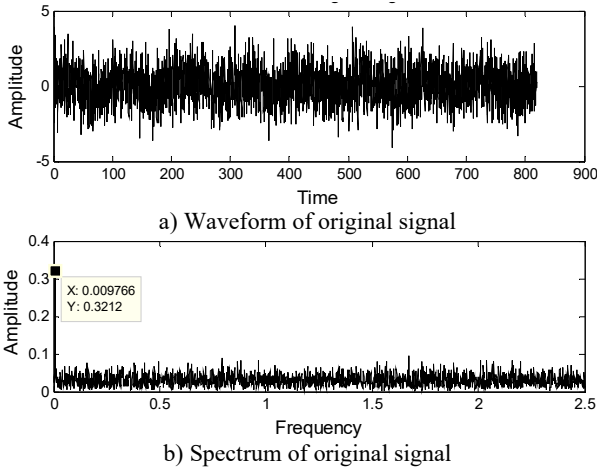 5
0
-5
Amplitude
0 100 200 300 400 500 600 700 800 900
Time
a) Waveform of original signal
0.4
0.3
0.2
0.1
0
Amplitude
X: 0.009766
Y: 0.3212
0 0.5 1 1.5 2 2.5
Frequency
b) Spectrum of original signal